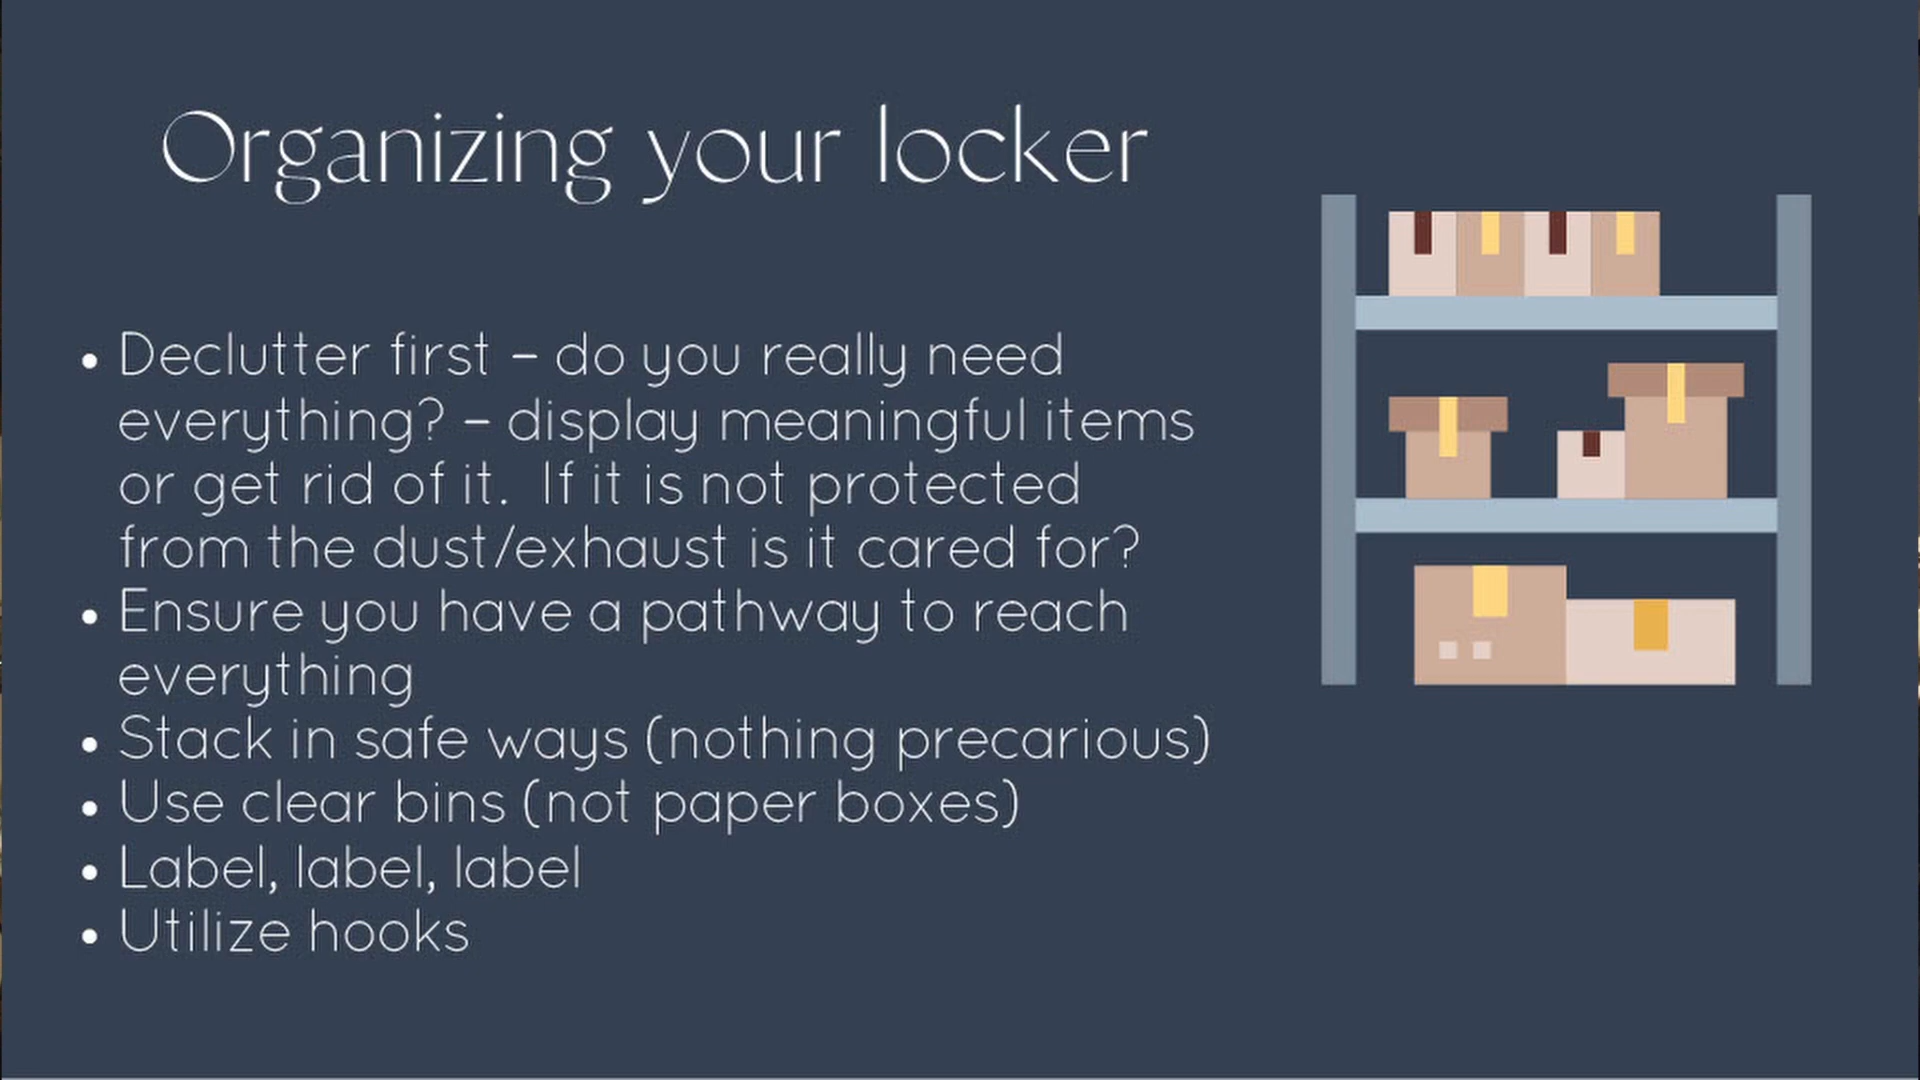 Organizing your locker
• Declutter first – do you really need
everything? – display meaningful items
or get rid of it.  If it is not protected
from the dust/exhaust is it cared for?
• Ensure you have a pathway to reach
everything
• Stack in safe ways (nothing precarious)
• Use clear bins (not paper boxes)
• Label, label, label
• Utilize hooks